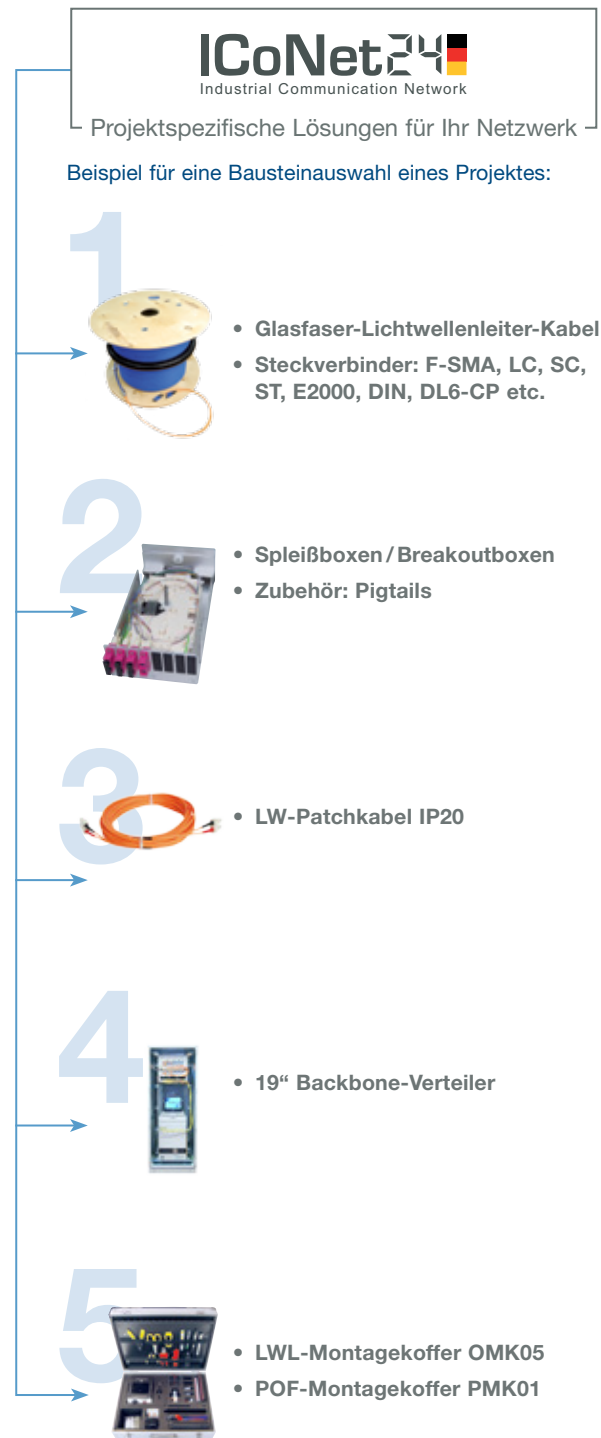 ICoNet24
Industrial Communication Network
Projektspezifische Lösungen für Ihr Netzwerk
Beispiel für eine Bausteinauswahl eines Projektes:
1
• Glasfaser-Lichtwellenleiter-Kabel
• Steckverbinder: F-SMA, LC, SC,
ST, E2000, DIN, DL6-CP etc.
2
• Spleißboxen / Breakoutboxen
• Zubehör: Pigtails
3
• LW-Patchkabel IP20
4
• 19“ Backbone-Verteiler
5
• LWL-Montagekoffer OMK05
• POF-Montagekoffer PMK01